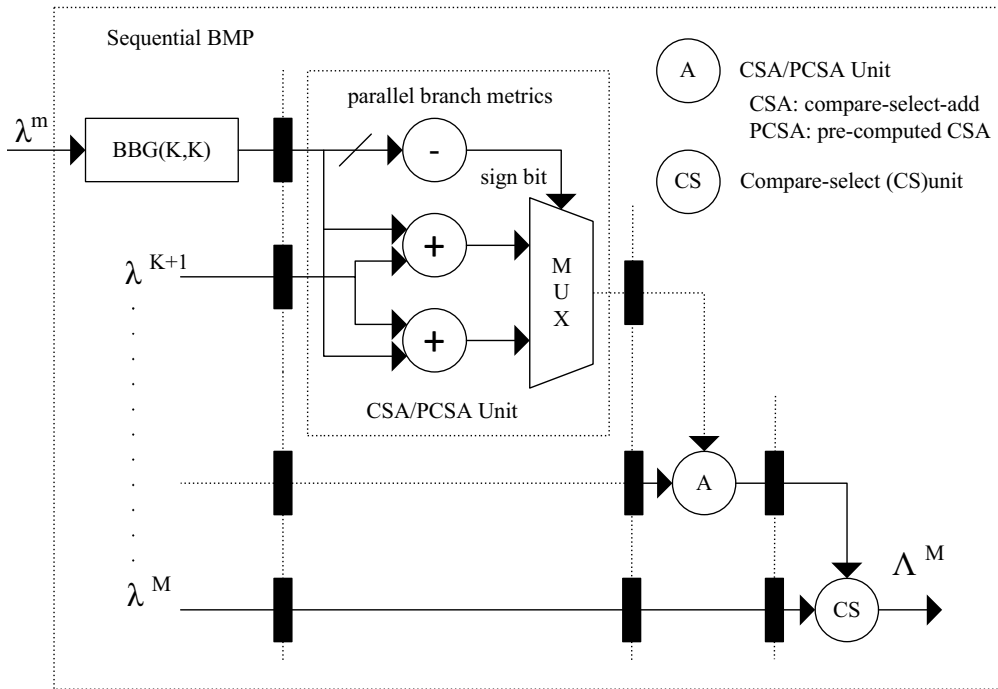 Sequential BMP
A
CSA/PCSA Unit
CSA: compare-select-add
PCSA: pre-computed CSA
CS
Compare-select (CS)unit
parallel branch metrics
λ^m
BBG(K,K)
-
sign bit
+
λ^K+1
M
U
X
+
CSA/PCSA Unit
A
λ^M
Λ^M
CS